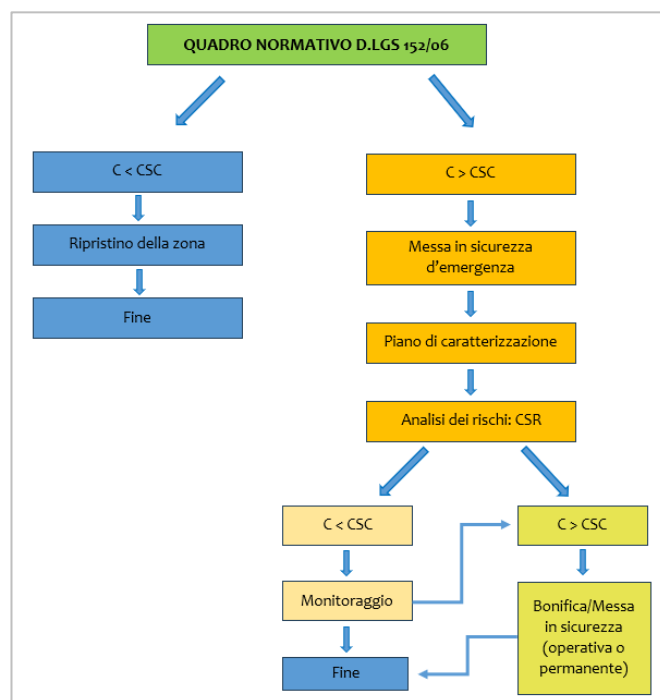 QUADRO NORMATIVO D.LGS 152/06
C < CSC
Ripristino della zona
Fine
C > CSC
Messa in sicurezza
d'emergenza
Piano di caratterizzazione
Analisi dei rischi: CSR
C < CSC
Monitoraggio
Fine
C > CSC
Bonifica/Messa
in sicurezza
(operativa o
permanente)